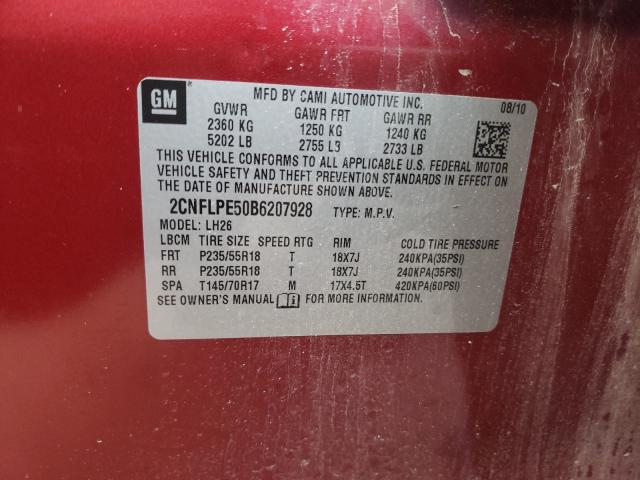 GM
MFD BY CAMI AUTOMOTIVE INC. 08/10
GVWR GAWR FRT GAWR RR
2360 KG 1250 KG 1240 KG
5202 LB 2755 LB 2733 LB
THIS VEHICLE CONFORMS TO ALL APPLICABLE U.S. FEDERAL MOTOR
VEHICLE SAFETY AND THEFT PREVENTION STANDARDS IN EFFECT ON
THE DATE OF MANUFACTURE SHOWN ABOVE.
2CNFLPE50B6207928 TYPE: M.P.V.
MODEL: LH26
LBCM TIRE SIZE SPEED RTG RIM COLD TIRE PRESSURE
FRT P235/55R18 T 18X7J 240KPA(35PSI)
RR P235/55R18 T 18X7J 240KPA(35PSI)
SPA T145/70R17 M 17X4.5T 420KPA(60PSI)
SEE OWNER'S MANUAL FOR MORE INFORMATION.